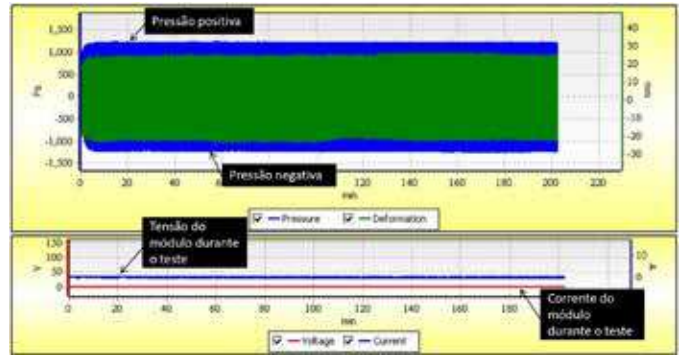 Pressão positiva
1,500
1,000
500
0
-500
-1,000
-1,500
Pa
40
30
20
10
0
-10
-20
-30
mm
Pressão negativa
0 20 40 60 120 140 160 180 200 220
min
Pressure Deformation
Tensão do
módulo durante
o teste
150
100
50
0
V
10
0
A
0 20 40 60 80 100 120 140 160 180
min
Corrente do
módulo
durante o teste
Voltage Current